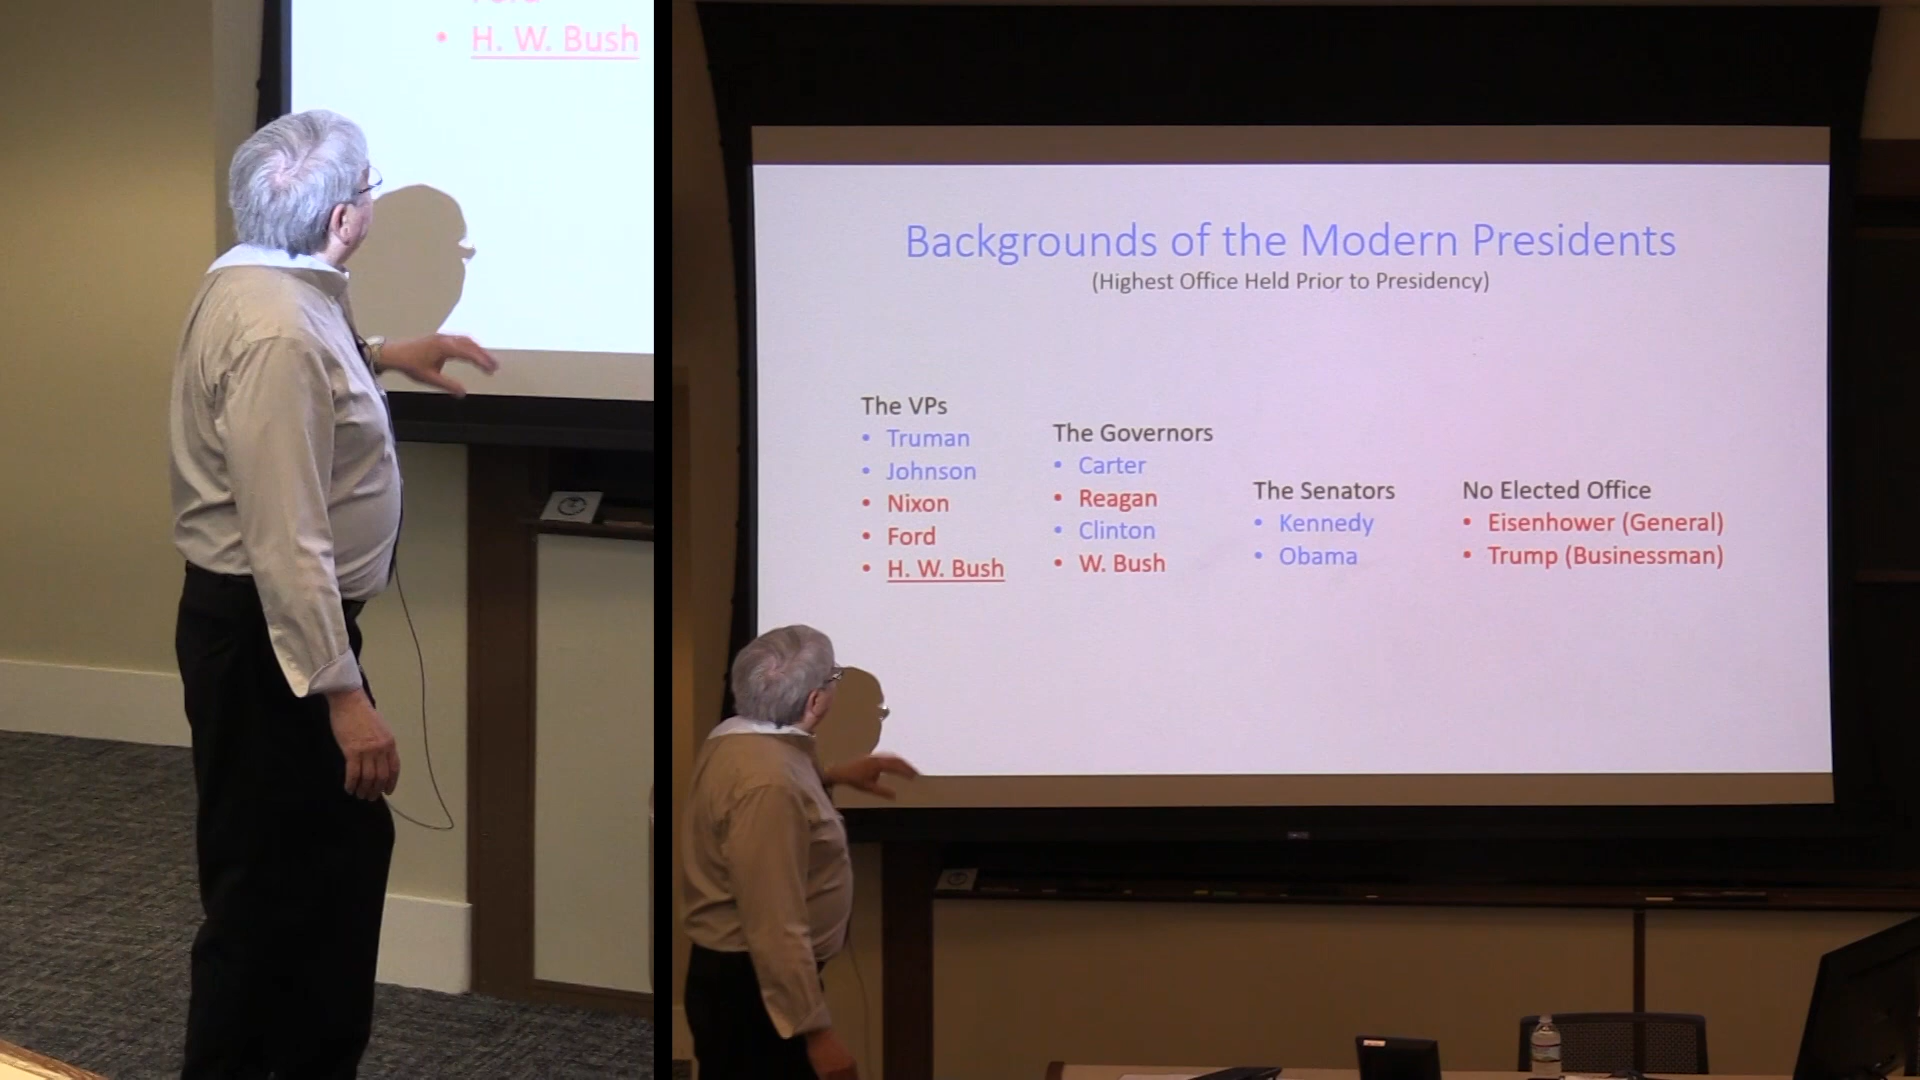 • H. W. Bush
Backgrounds of the Modern Presidents
(Highest Office Held Prior to Presidency)
The VPs
• Truman
• Johnson
• Nixon
• Ford
• H. W. Bush
The Governors
• Carter
• Reagan
• Clinton
• W. Bush
The Senators
• Kennedy
• Obama
No Elected Office
• Eisenhower (General)
• Trump (Businessman)